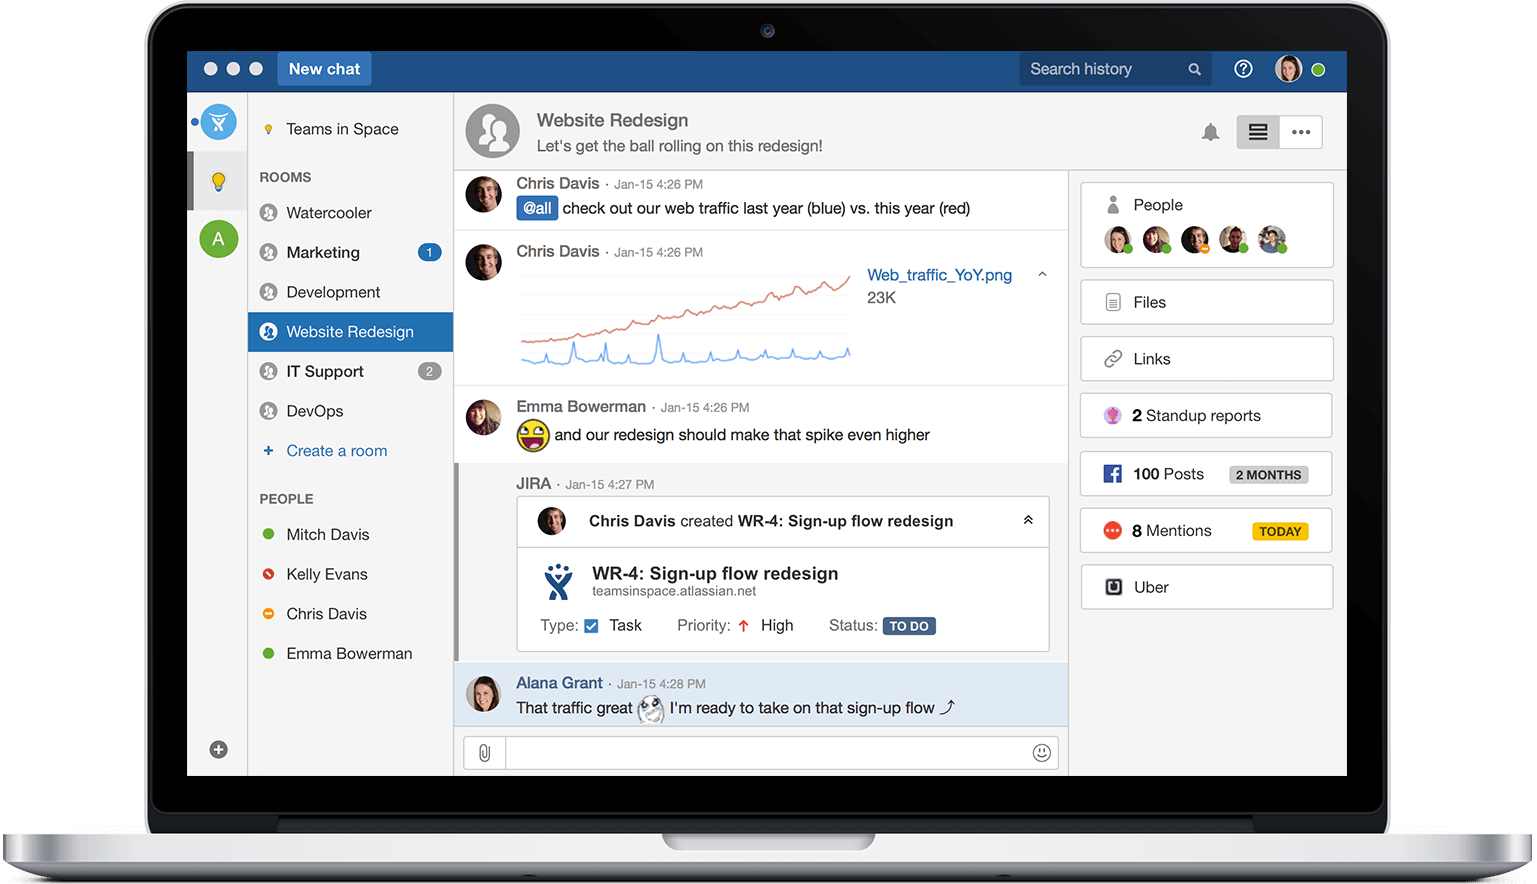 New chat
Search history
Teams in Space
ROOMS
Watercooler
Marketing 1
Development
Website Redesign
IT Support 2
DevOps
+ Create a room
PEOPLE
Mitch Davis
Kelly Evans
Chris Davis
Emma Bowerman
A
Website Redesign
Let's get the ball rolling on this redesign!
Chris Davis · Jan-15 4:26 PM
@all check out our web traffic last year (blue) vs. this year (red)
Chris Davis · Jan-15 4:26 PM
Web_traffic_YoY.png
23K
Emma Bowerman · Jan-15 4:26 PM
and our redesign should make that spike even higher
JIRA · Jan-15 4:27 PM
Chris Davis created WR-4: Sign-up flow redesign
WR-4: Sign-up flow redesign
teamsinspace.atlassian.net
Type: Task Priority: High Status: TO DO
Alana Grant · Jan-15 4:28 PM
That traffic great I'm ready to take on that sign-up flow
People
Files
Links
2 Standup reports
100 Posts 2 MONTHS
8 Mentions TODAY
Uber